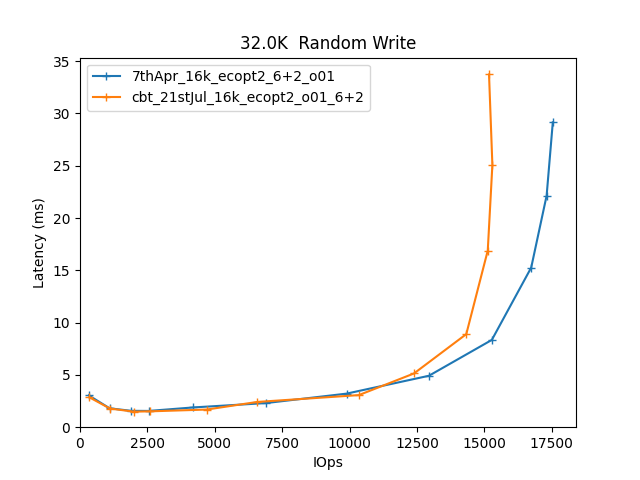 32.0K  Random Write
7thApr_16k_ecopt2_6+2_o01
cbt_21stJul_16k_ecopt2_o01_6+2
Latency (ms)
35
30
25
20
15
10
5
0
0 2500 5000 7500 10000 12500 15000 17500
IOps